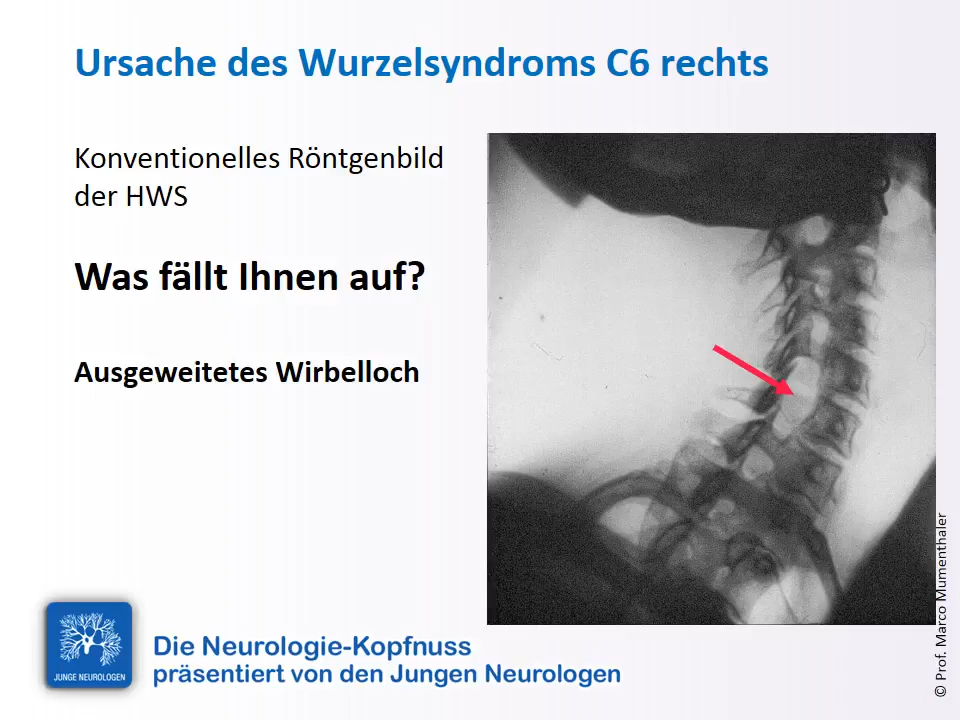 Ursache des Wurzelsyndroms C6 rechts
Konventionelles Röntgenbild
der HWS
Was fällt Ihnen auf?
Ausgeweitetes Wirbelloch
© Prof. Marco Mumenthaler
JUNGE NEUROLOGEN
Die Neurologie-Kopfnuss
präsentiert von den Jungen Neurologen